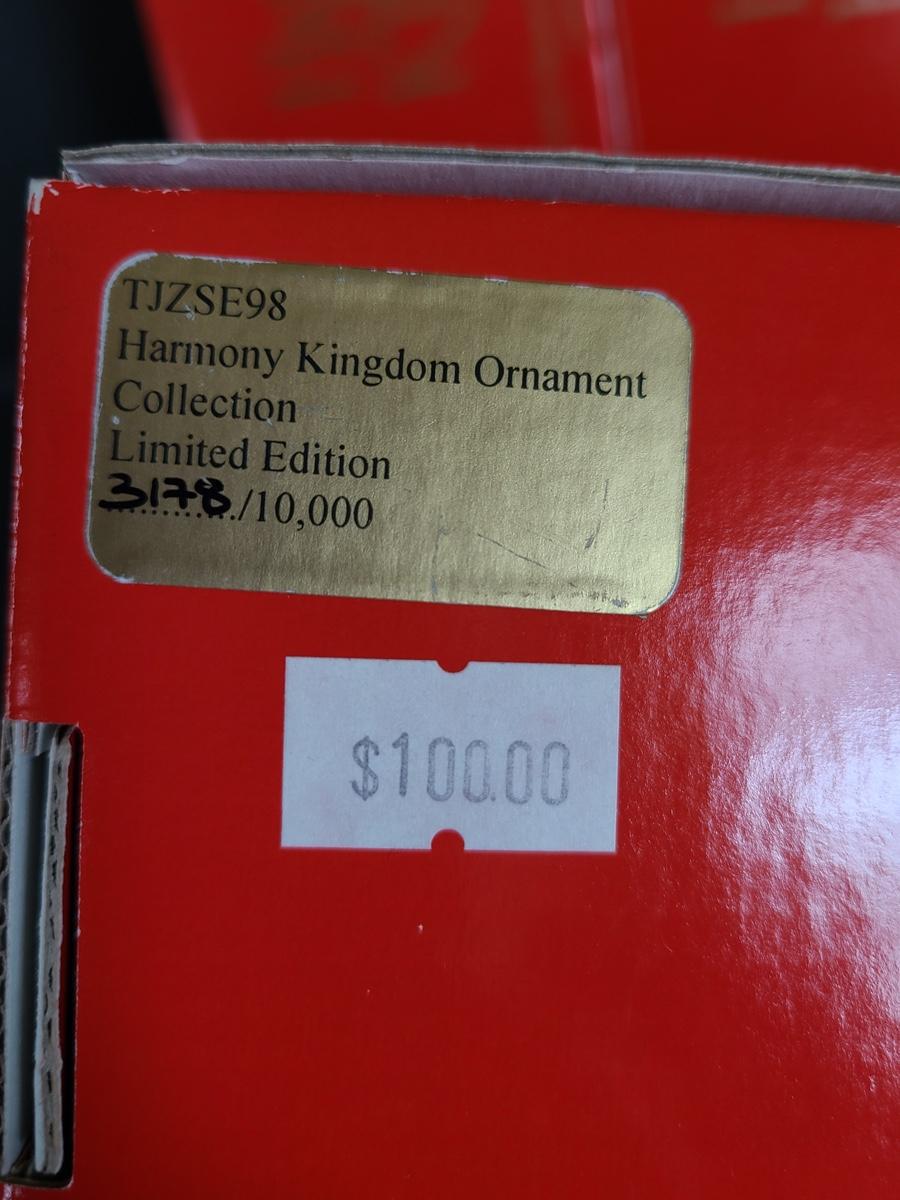 TJZSE98
Harmony Kingdom Ornament
Collection
Limited Edition
3178/10,000
$100.00